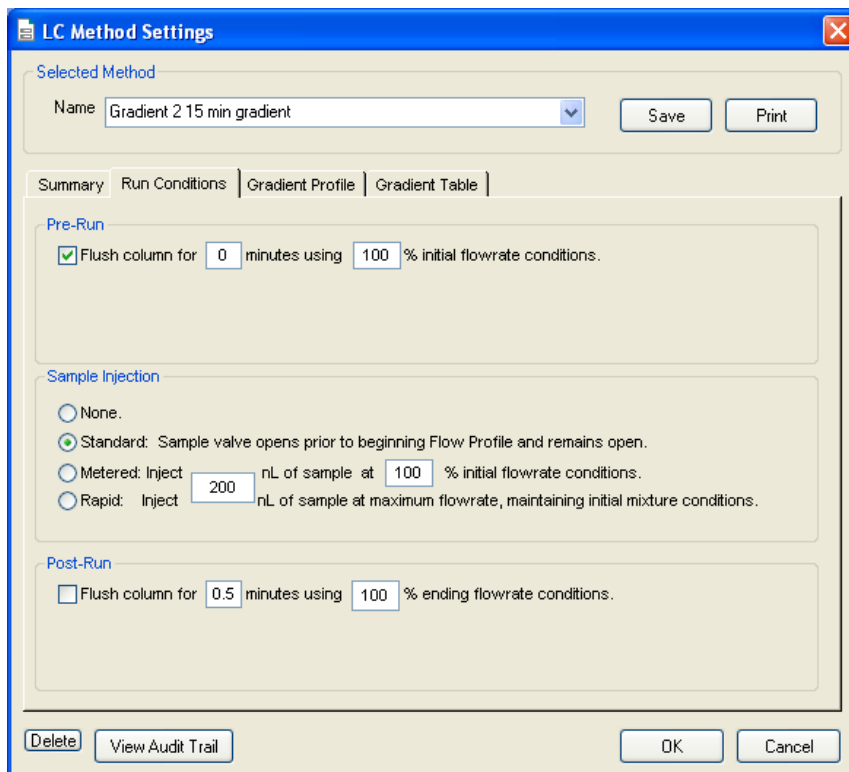 LC Method Settings
Selected Method
Name Gradient 2 15 min gradient Save Print
Summary Run Conditions Gradient Profile Gradient Table
Pre-Run
Flush column for 0 minutes using 100 % initial flowrate conditions.
Sample Injection
None.
Standard: Sample valve opens prior to beginning Flow Profile and remains open.
Metered: Inject 200 nL of sample at 100 % initial flowrate conditions.
Rapid: Inject nL of sample at maximum flowrate, maintaining initial mixture conditions.
Post-Run
Flush column for 0.5 minutes using 100 % ending flowrate conditions.
Delete View Audit Trail OK Cancel